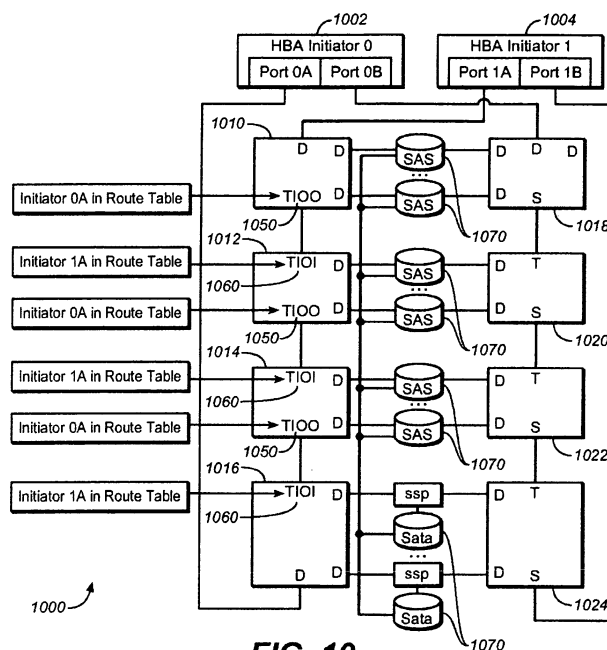 1002
1004
HBA Initiator 0
HBA Initiator 1
Port 0A Port 0B
Port 1A Port 1B
1010
D
D
SAS
D
D
D
...
Initiator 0A in Route Table
TIOO
D
SAS
D
S
1050
1070
1018
1012
Initiator 1A in Route Table
TIOI
D
SAS
D
T
1060
...
Initiator 0A in Route Table
TIOO
D
SAS
D
S
1050
1070
1020
1014
Initiator 1A in Route Table
TIOI
D
SAS
D
T
1060
...
Initiator 0A in Route Table
TIOO
D
SAS
D
S
1050
1070
1022
1016
Initiator 1A in Route Table
TIOI
D
ssp
D
T
1060
Sata
...
1070
D
D
ssp
D
S
1000
Sata
1024
1070
FIG. 10